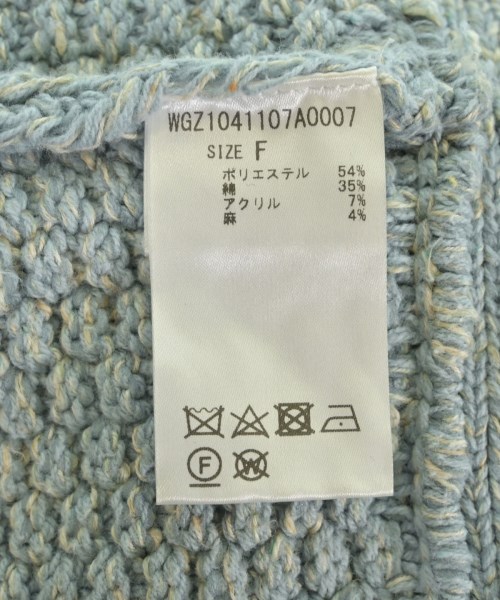 WGZ1041107A0007
SIZE F
ポリエステル 54%
綿 35%
アクリル 7%
麻 4%
F W